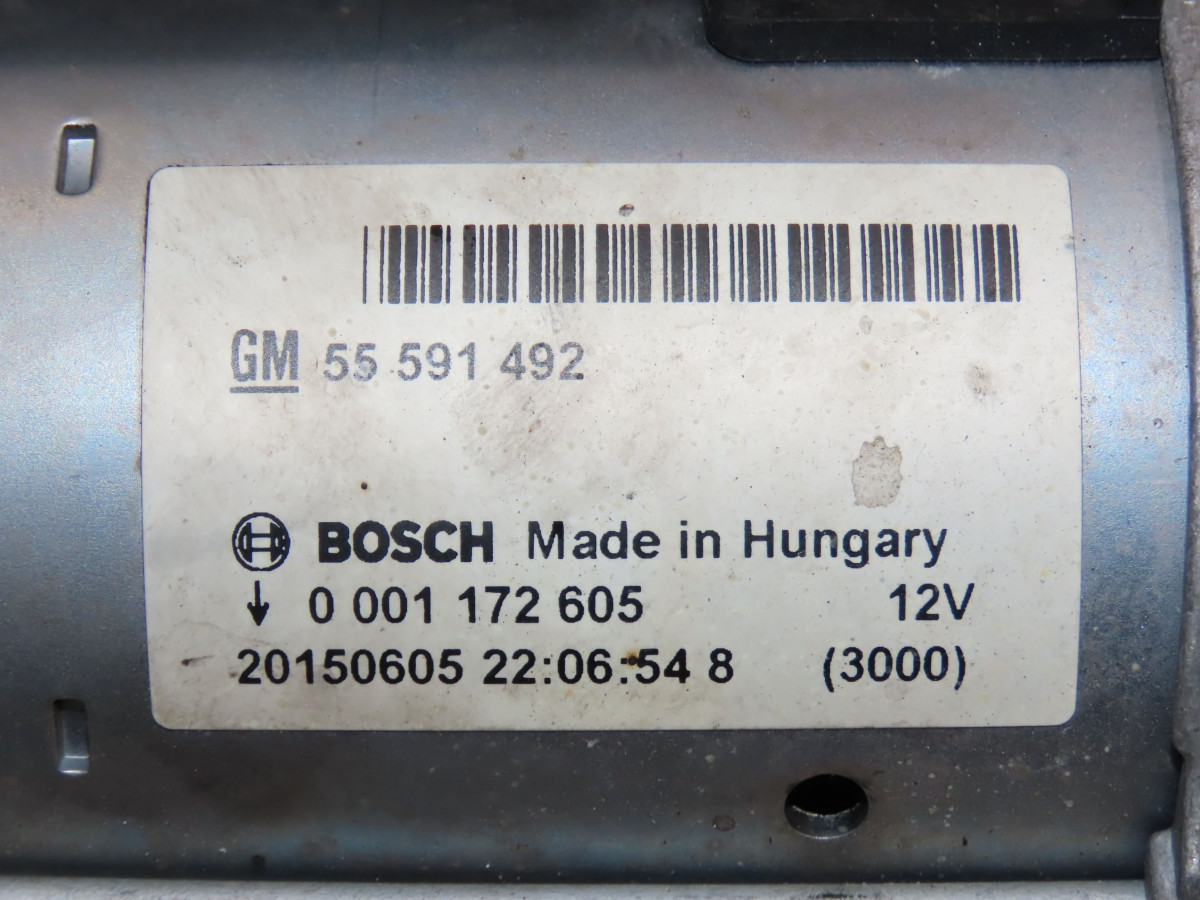 GM 55 591 492
BOSCH Made in Hungary
↓ 0 001 172 605 12V
20150605 22:06:54 8 (3000)